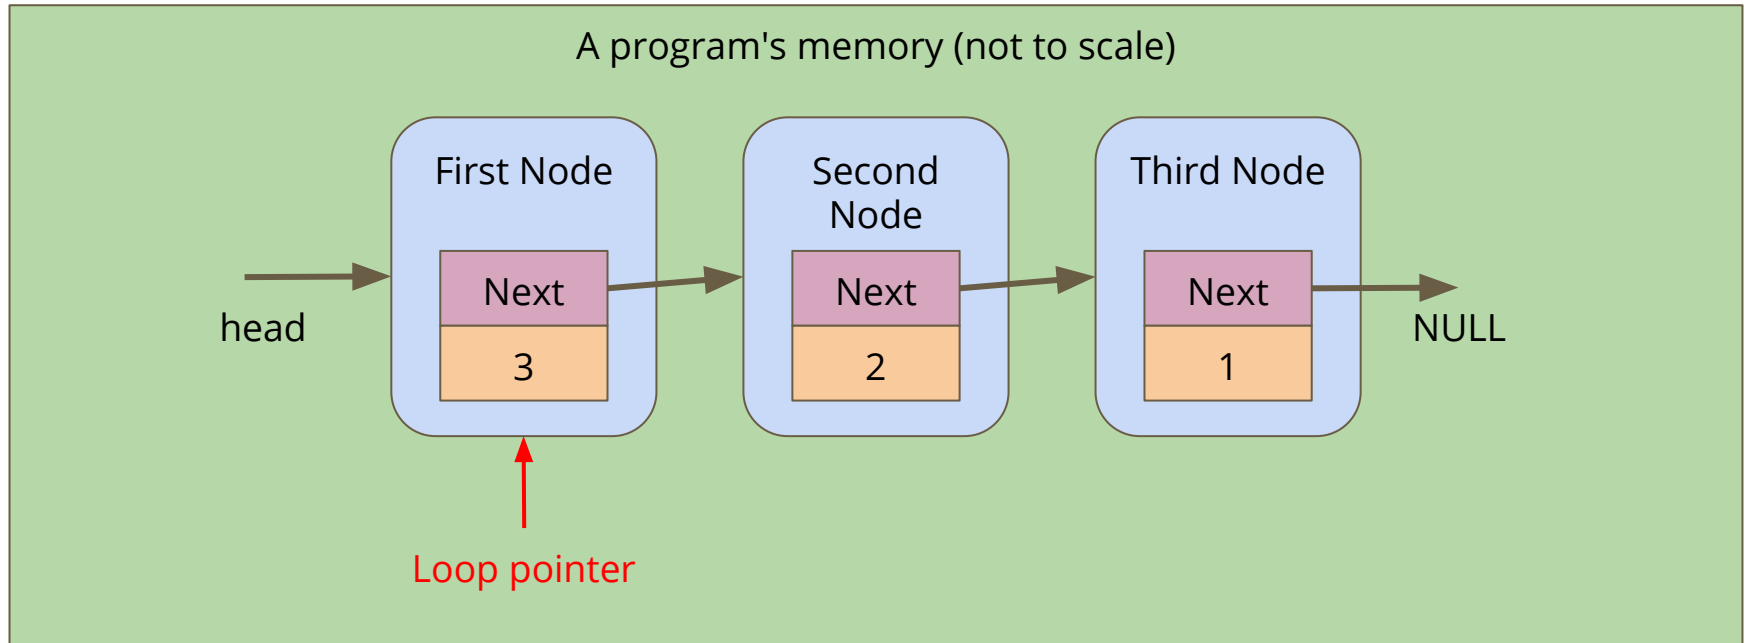 A program's memory (not to scale)
First Node
Second
Node
Third Node
Next
Next
Next
head
NULL
3
2
1
Loop pointer